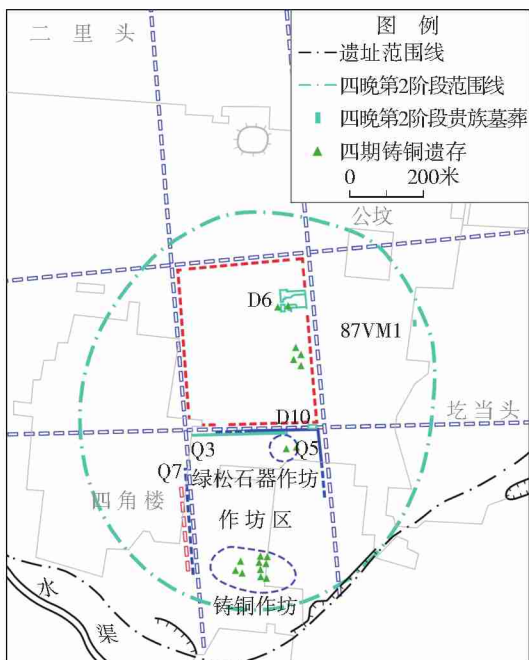 二里头
图 例
遗址范围线
四晚第2阶段范围线
四晚第2阶段贵族墓葬
四期铸铜遗存
0 200米
公坟
D6
87VM1
圪当头
D10
Q3 Q5
Q7
绿松石器作坊
四角楼
作坊区
铸铜作坊
水
渠